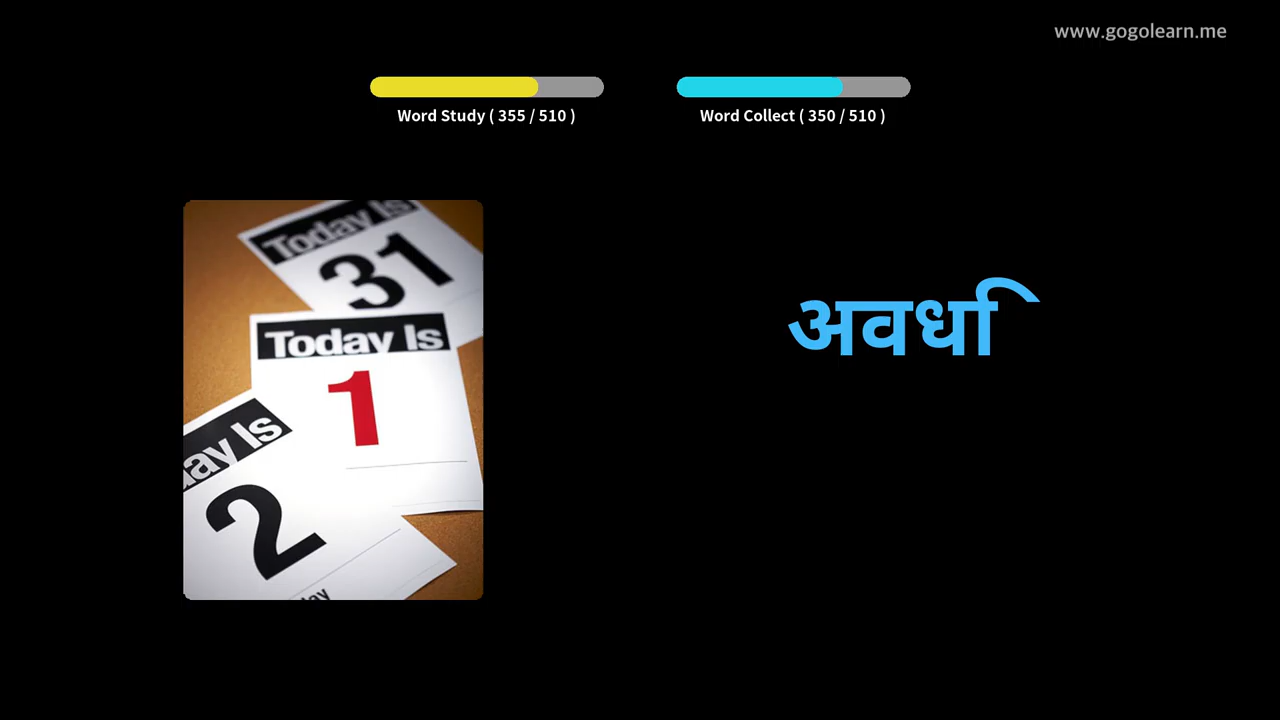 www.gogolearn.me
Word Study ( 355 / 510 )
Word Collect ( 350 / 510 )
Today Is
31
Today Is
1
ay Is
2
अवधि